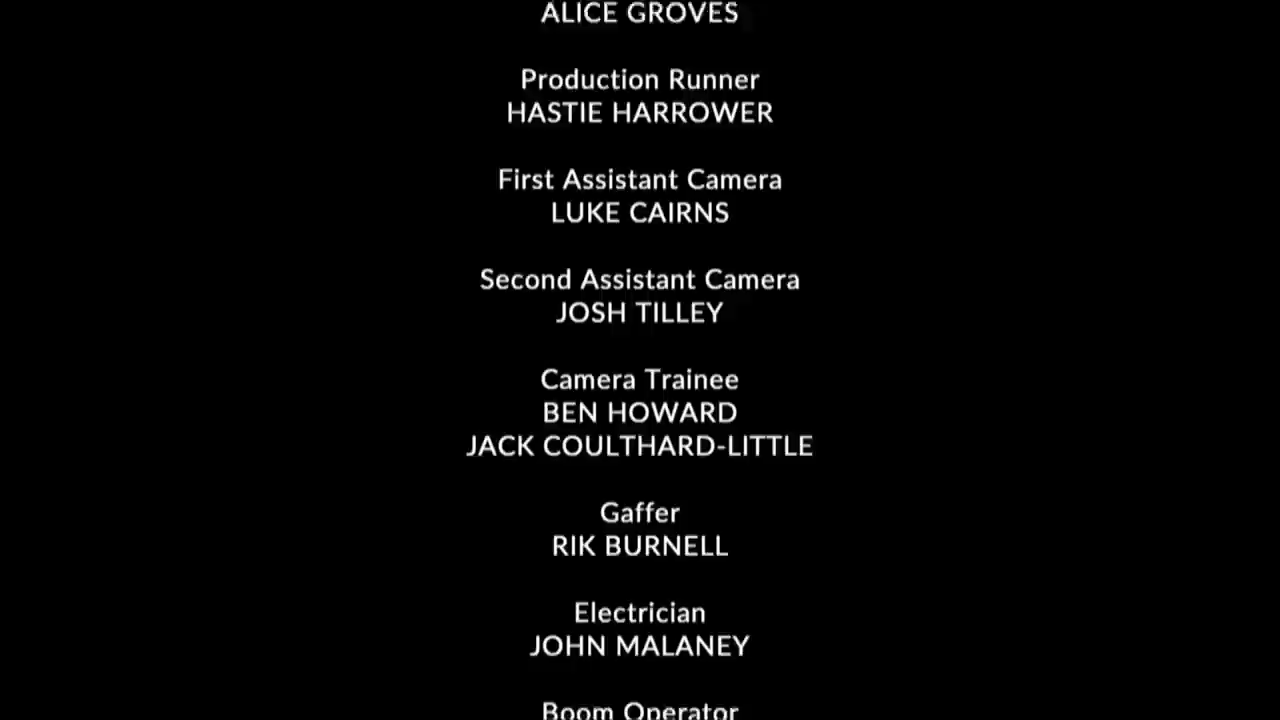 ALICE GROVES
Production Runner
HASTIE HARROWER
First Assistant Camera
LUKE CAIRNS
Second Assistant Camera
JOSH TILLEY
Camera Trainee
BEN HOWARD
JACK COULTHARD-LITTLE
Gaffer
RIK BURNELL
Electrician
JOHN MALANEY
Boom Operator